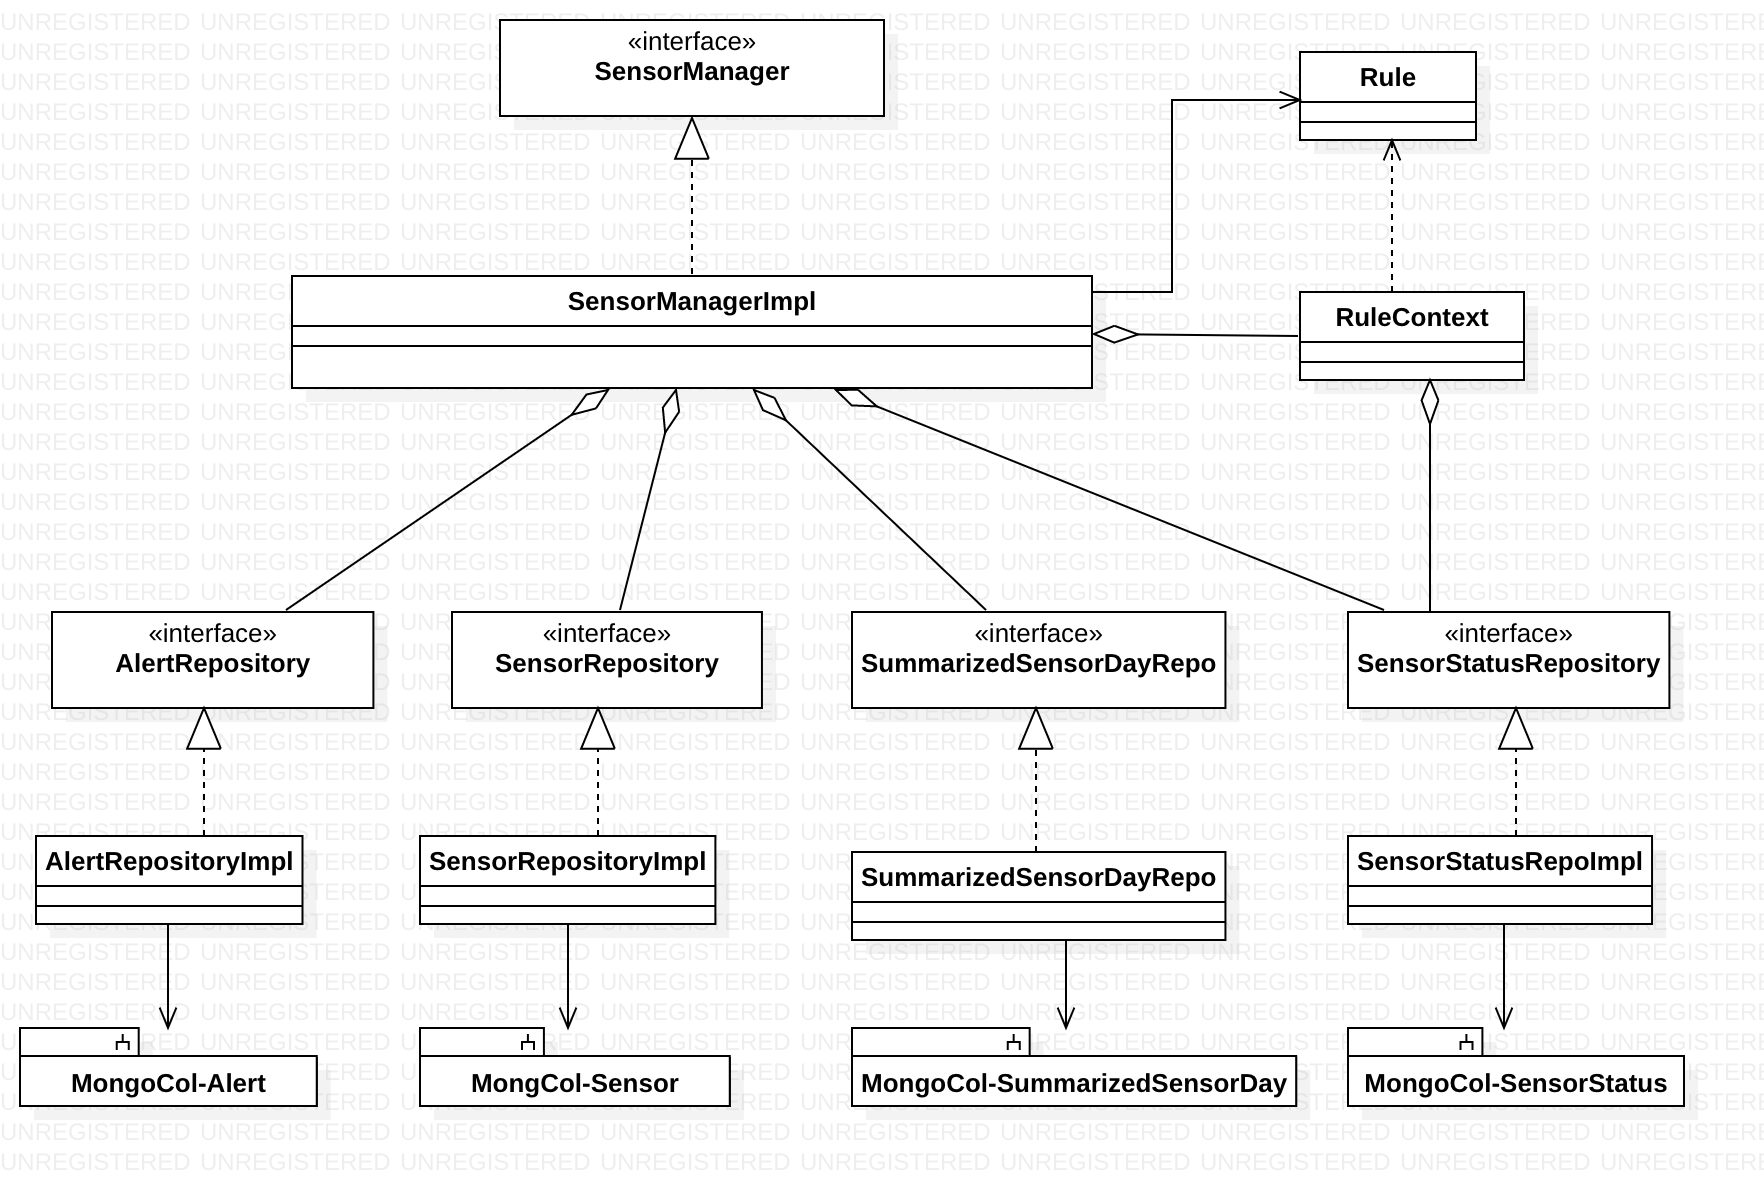 «interface»
SensorManager
Rule
SensorManagerImpl
RuleContext
«interface»
AlertRepository
«interface»
SensorRepository
«interface»
SummarizedSensorDayRepo
«interface»
SensorStatusRepository
AlertRepositoryImpl
SensorRepositoryImpl
SummarizedSensorDayRepo
SensorStatusRepoImpl
MongoCol-Alert
MongCol-Sensor
MongoCol-SummarizedSensorDay
MongoCol-SensorStatus
UNREGISTERED